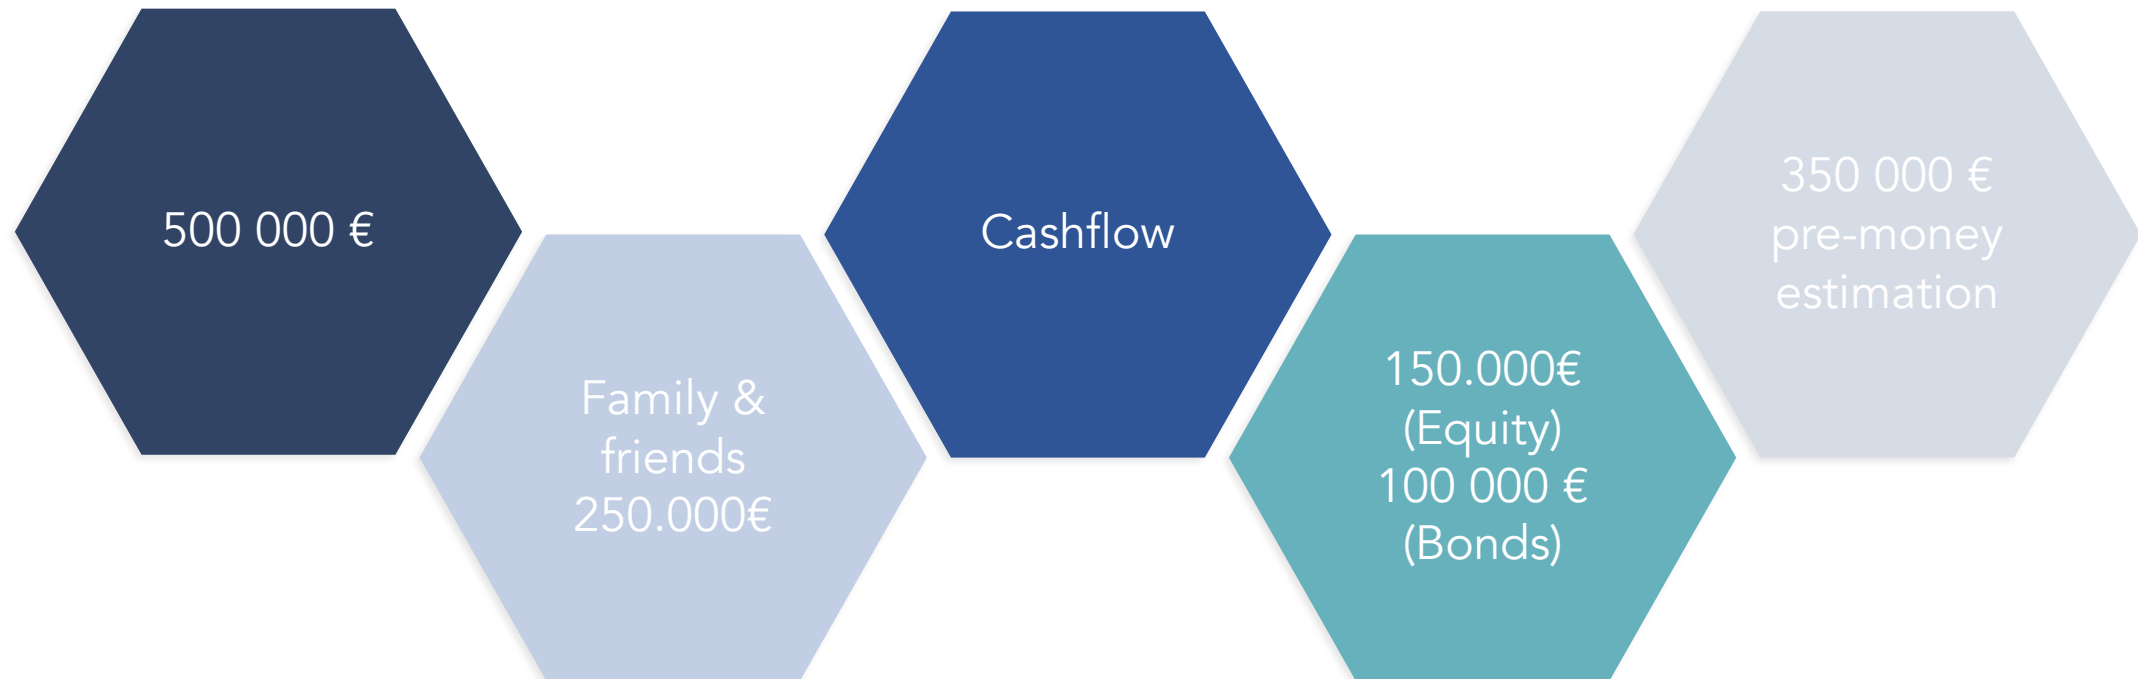 500 000 €
Family &
friends
250.000€
Cashflow
150.000€
(Equity)
100 000 €
(Bonds)
350 000 €
pre-money
estimation